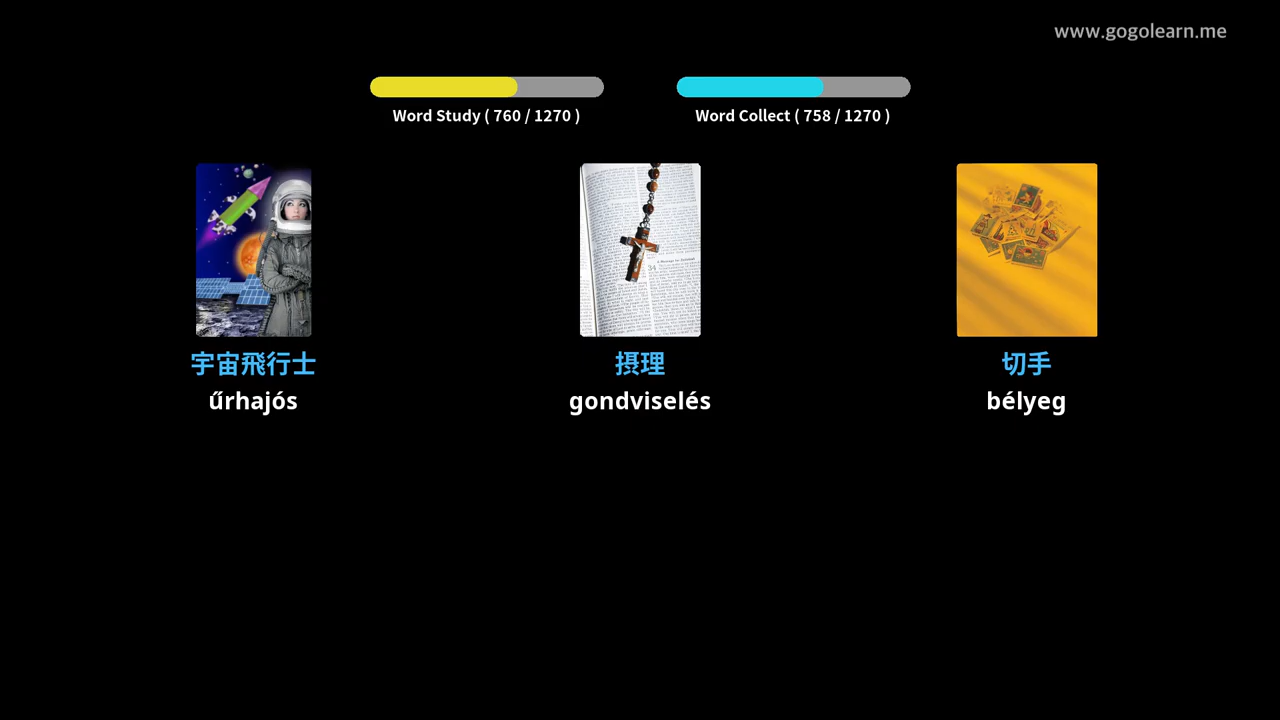 www.gogolearn.me
Word Study ( 760 / 1270 )
Word Collect ( 758 / 1270 )
宇宙飛行士
摂理
切手
űrhajós
gondviselés
bélyeg